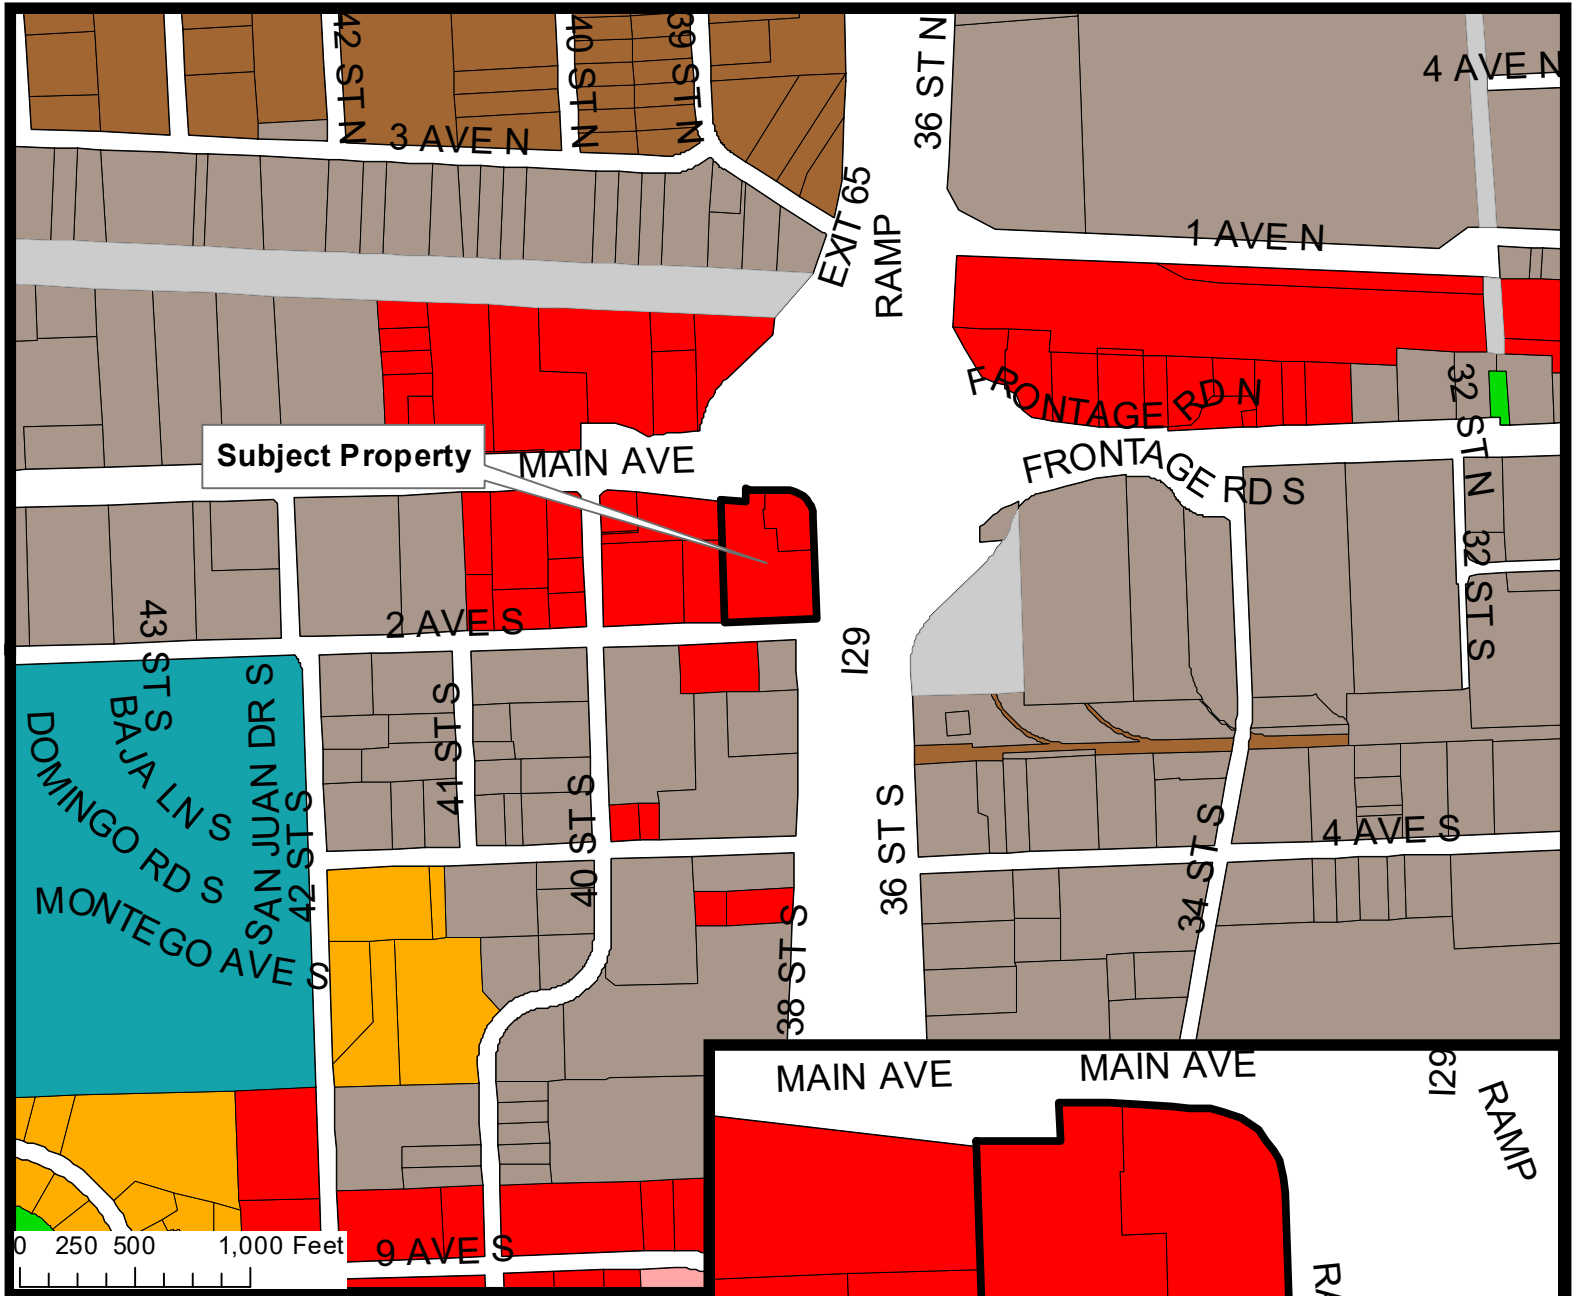 42 ST N
40 ST N
39 ST N
36 ST N
4 AVE N
3 AVE N
EXIT 65
RAMP
1 AVE N
FRONTAGE RD N
32 ST N
Subject Property
MAIN AVE
FRONTAGE RD S
32 ST S
43 ST S
2 AVE S
I29
BAJA LN S
DOMINGO RD S
SAN JUAN DR S
41 ST S
42 ST S
40 ST S
36 ST S
34 ST S
4 AVE S
MONTEGO AVE S
38 ST S
0 250 500 1,000 Feet
9 AVE S
MAIN AVE
MAIN AVE
I29
RAMP